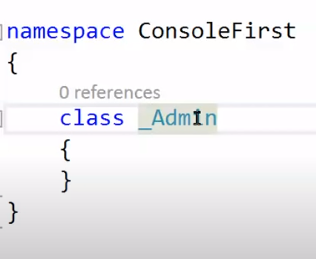 namespace ConsoleFirst
{
0 references
class _Admin
{
}
}